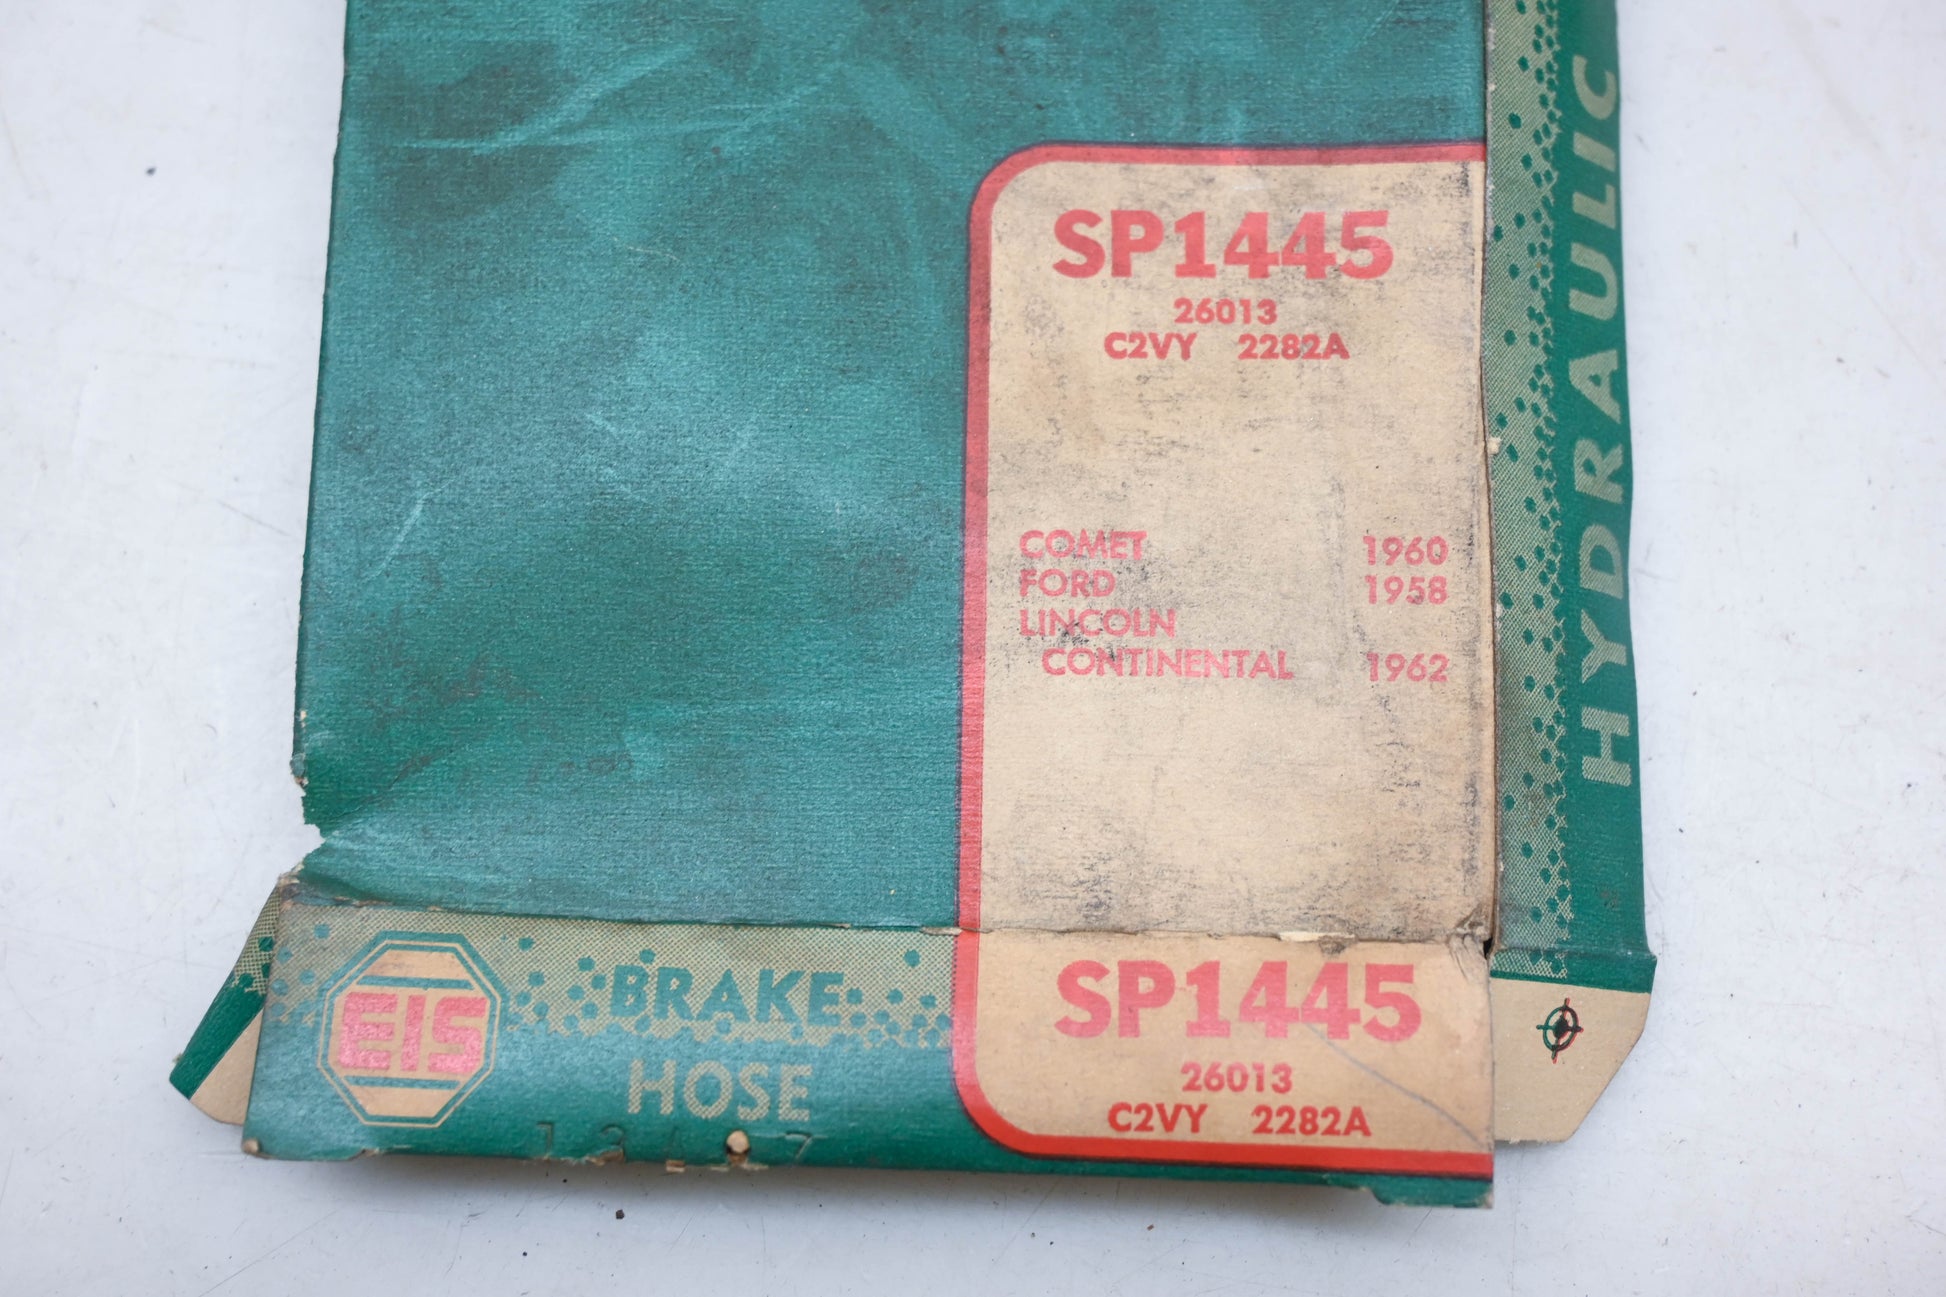 SP1445
26013
C2VY 2282A
COMET 1960
FORD 1958
LINCOLN
CONTINENTAL 1962
HYDRAULIC
EIS
BRAKE
HOSE
SP1445
26013
C2VY 2282A